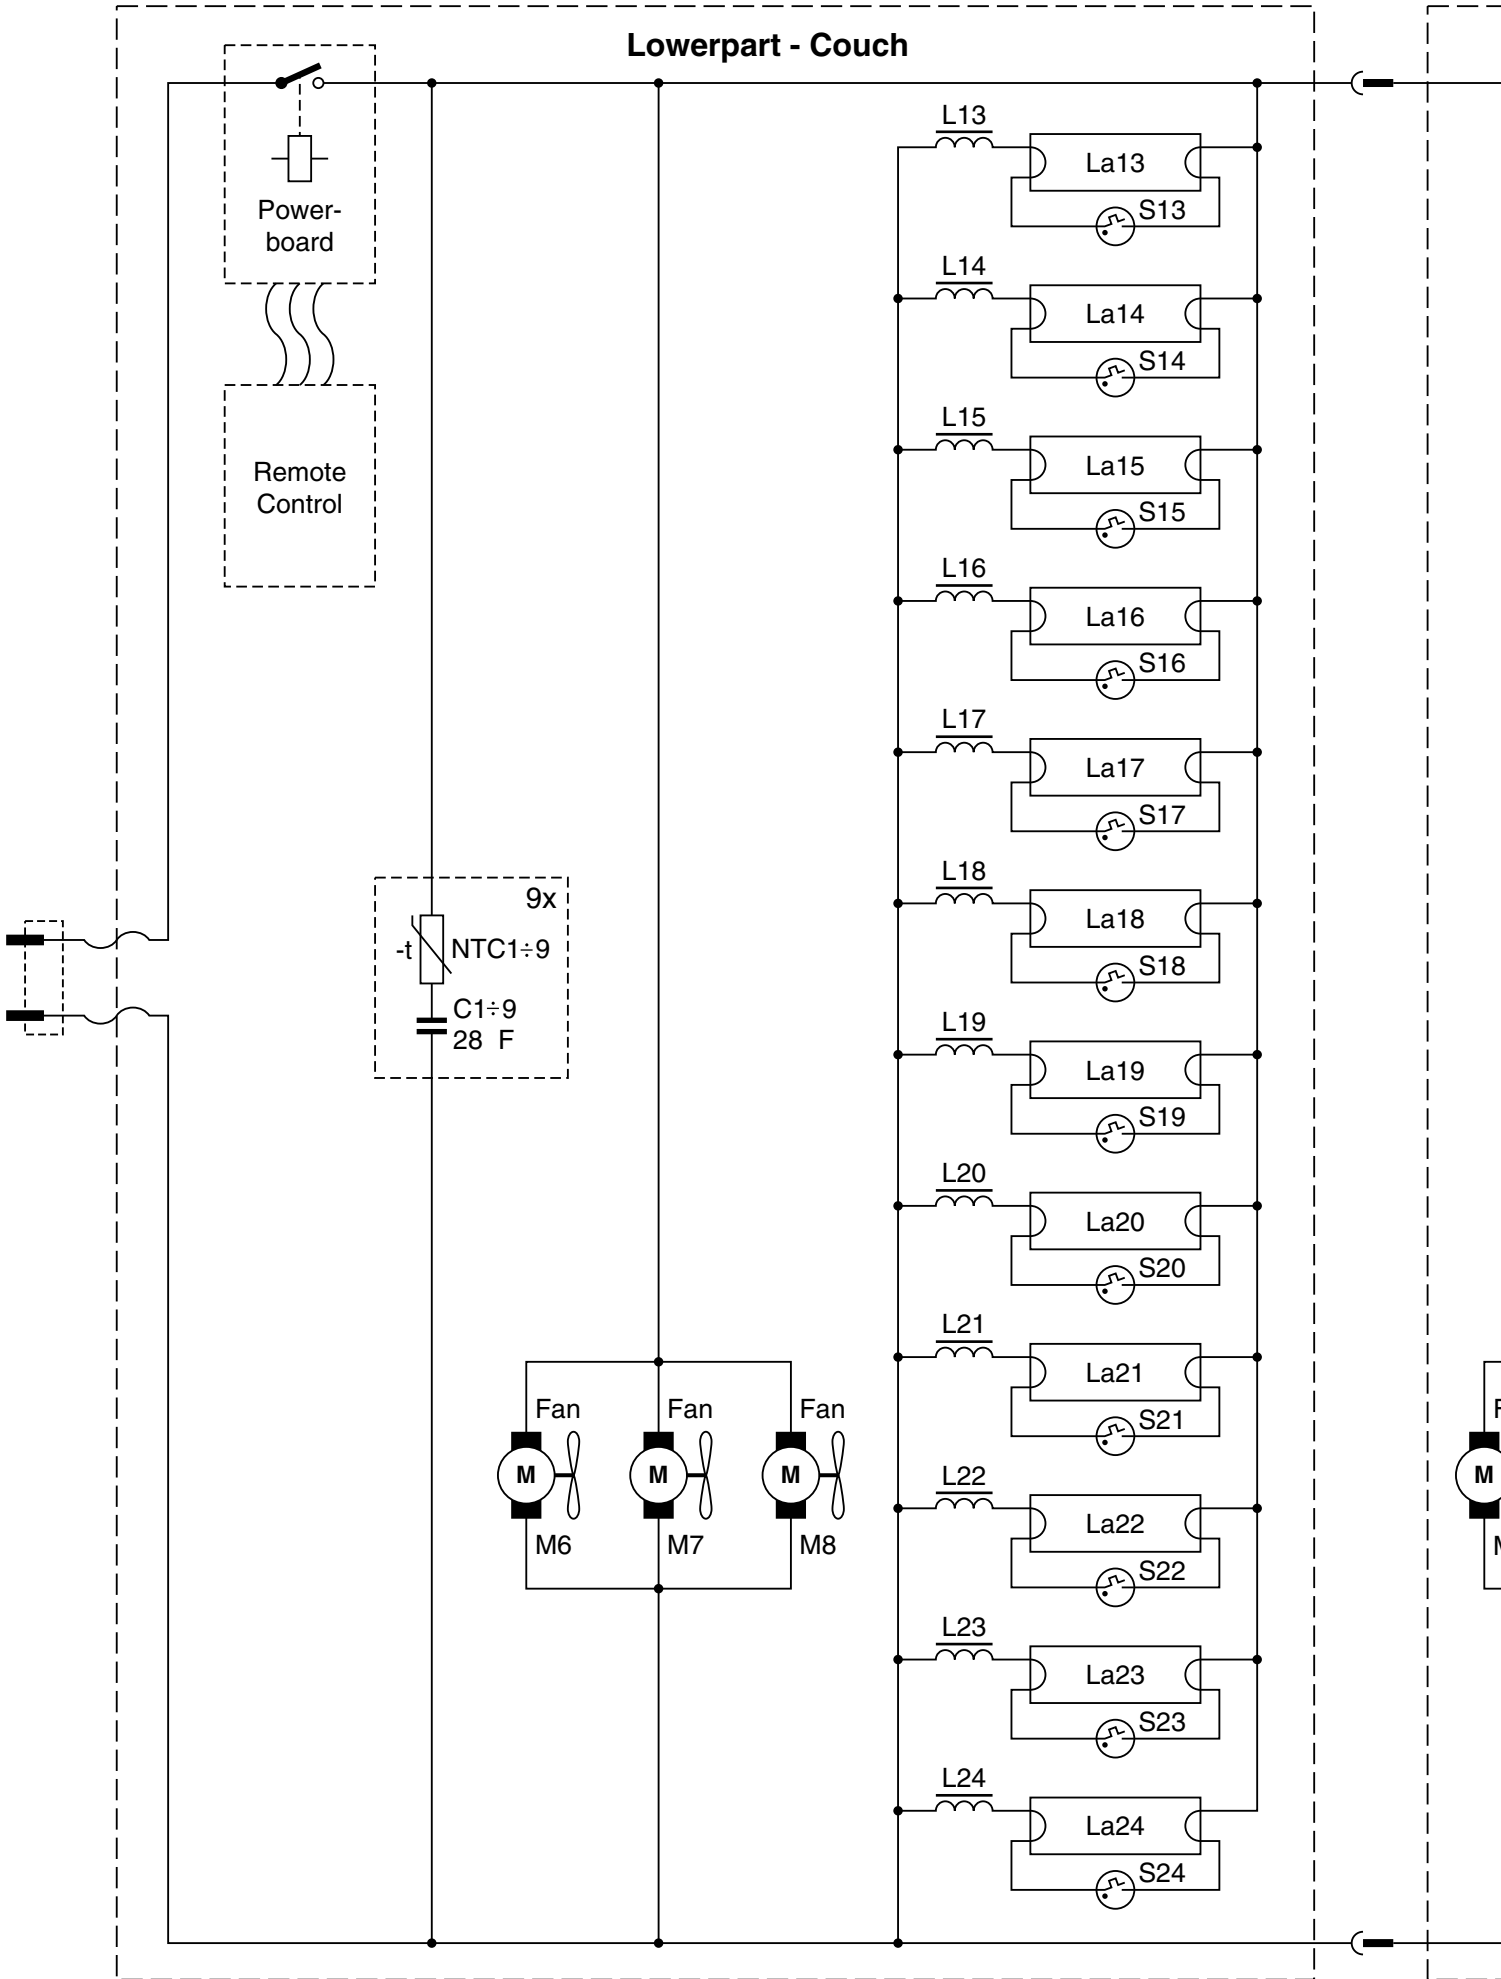 Lowerpart - Couch
Power-
board
Remote
Control
9x
-t
NTC1÷9
C1÷9
28 F
Fan
Fan
Fan
M
M
M
M6
M7
M8
L13
La13
S13
L14
La14
S14
L15
La15
S15
L16
La16
S16
L17
La17
S17
L18
La18
S18
L19
La19
S19
L20
La20
S20
L21
La21
S21
L22
La22
S22
L23
La23
S23
L24
La24
S24
M